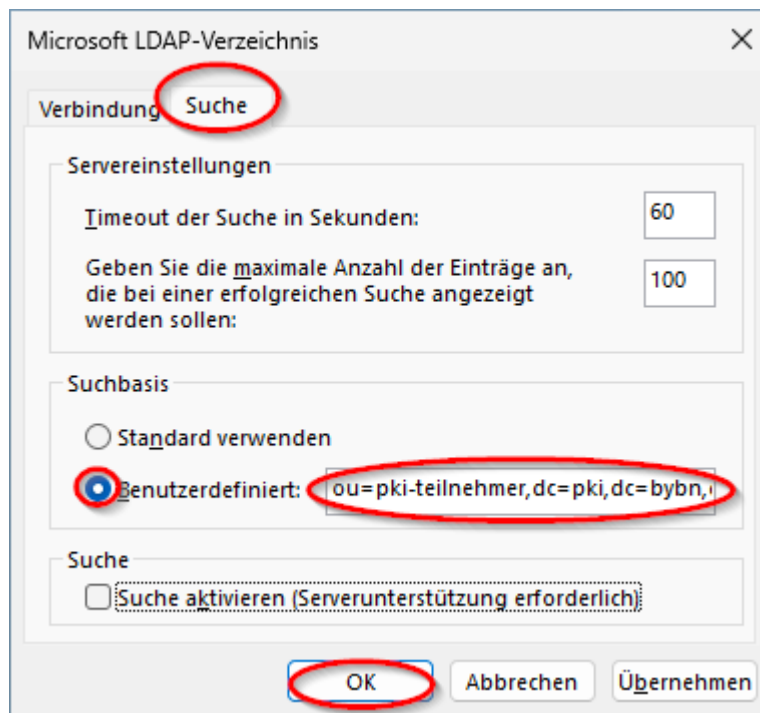 Microsoft LDAP-Verzeichnis
Verbindung Suche
Servereinstellungen
Timeout der Suche in Sekunden: 60
Geben Sie die maximale Anzahl der Einträge an, 100
die bei einer erfolgreichen Suche angezeigt
werden sollen:
Suchbasis
Standard verwenden
Benutzerdefiniert: ou=pki-teilnehmer,dc=pki,dc=bybn,
Suche
Suche aktivieren (Serverunterstützung erforderlich)
OK Abbrechen Übernehmen